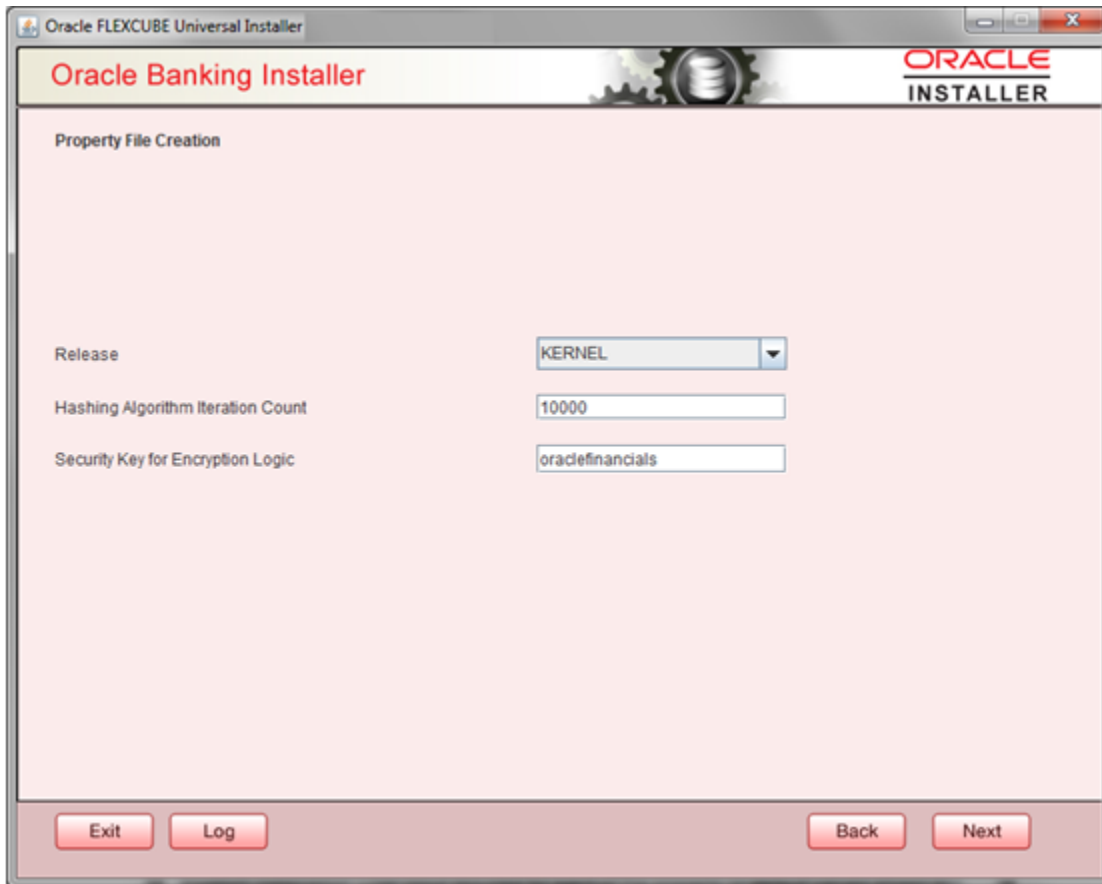 Oracle FLEXCUBE Universal Installer
Oracle Banking Installer
ORACLE
INSTALLER
Property File Creation
Release KERNEL
Hashing Algorithm Iteration Count 10000
Security Key for Encryption Logic oraclefinancials
Exit Log Back Next